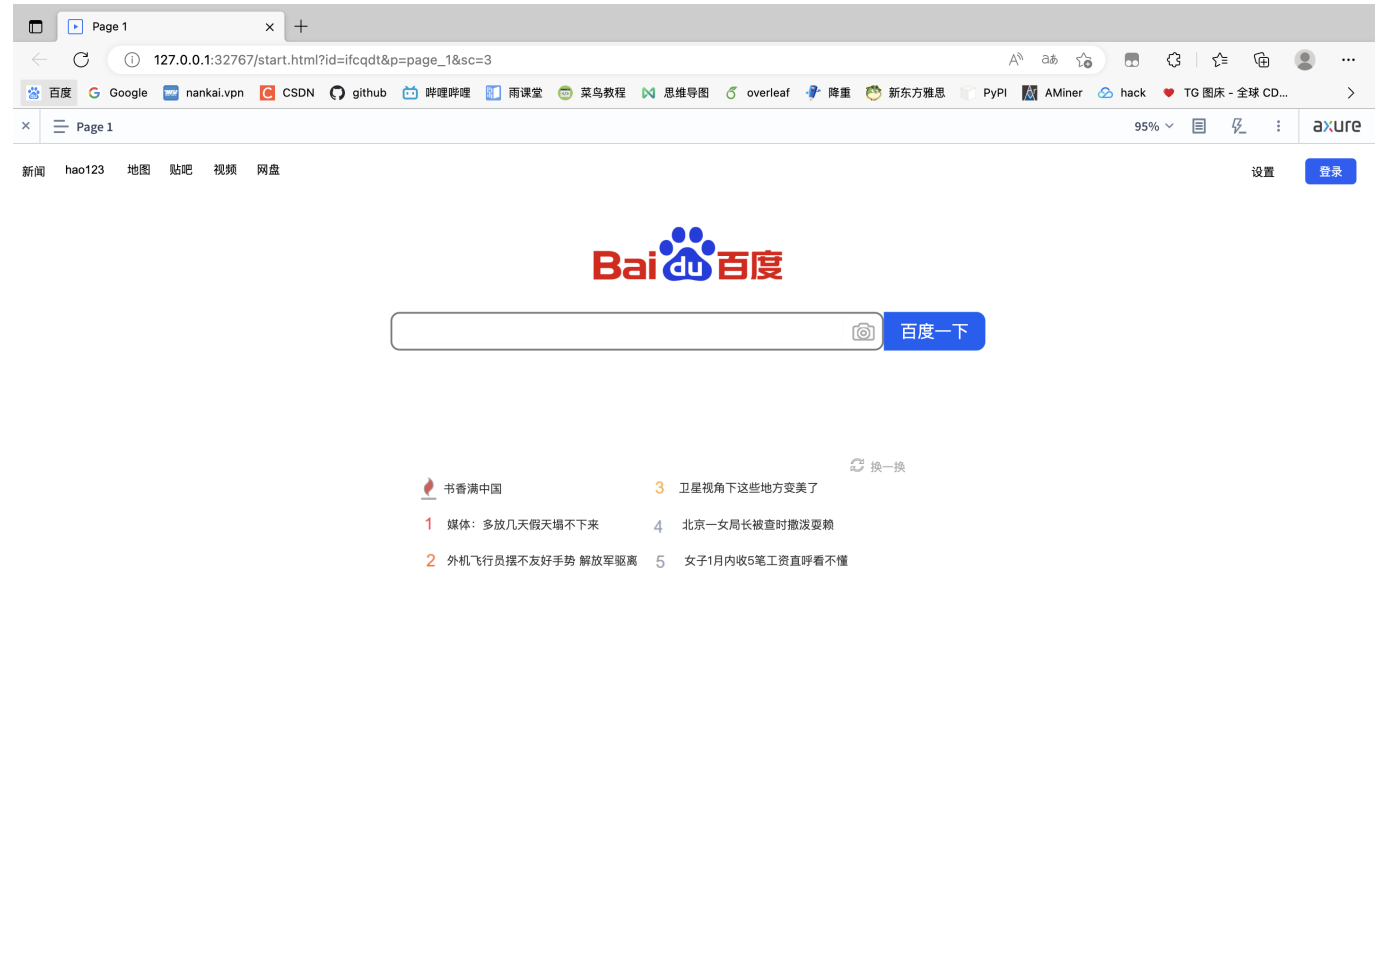 Page 1
127.0.0.1:32767/start.html?id=ifcqdt&p=page_1&sc=3
百度 Google nankai.vpn CSDN github 哔哩哔哩 雨课堂 菜鸟教程 思维导图 overleaf 降重 新东方雅思 PyPI AMiner hack TG 图床 - 全球 CD...
Page 1 95% axure
新闻 hao123 地图 贴吧 视频 网盘 设置 登录
Bai du 百度
百度一下
换一换
书香满中国 3 卫星视角下这些地方变美了
1 媒体：多放几天假天塌不下来 4 北京一女局长被查时撒泼耍赖
2 外机飞行员摆不友好手势 解放军驱离 5 女子1月内收5笔工资直呼看不懂